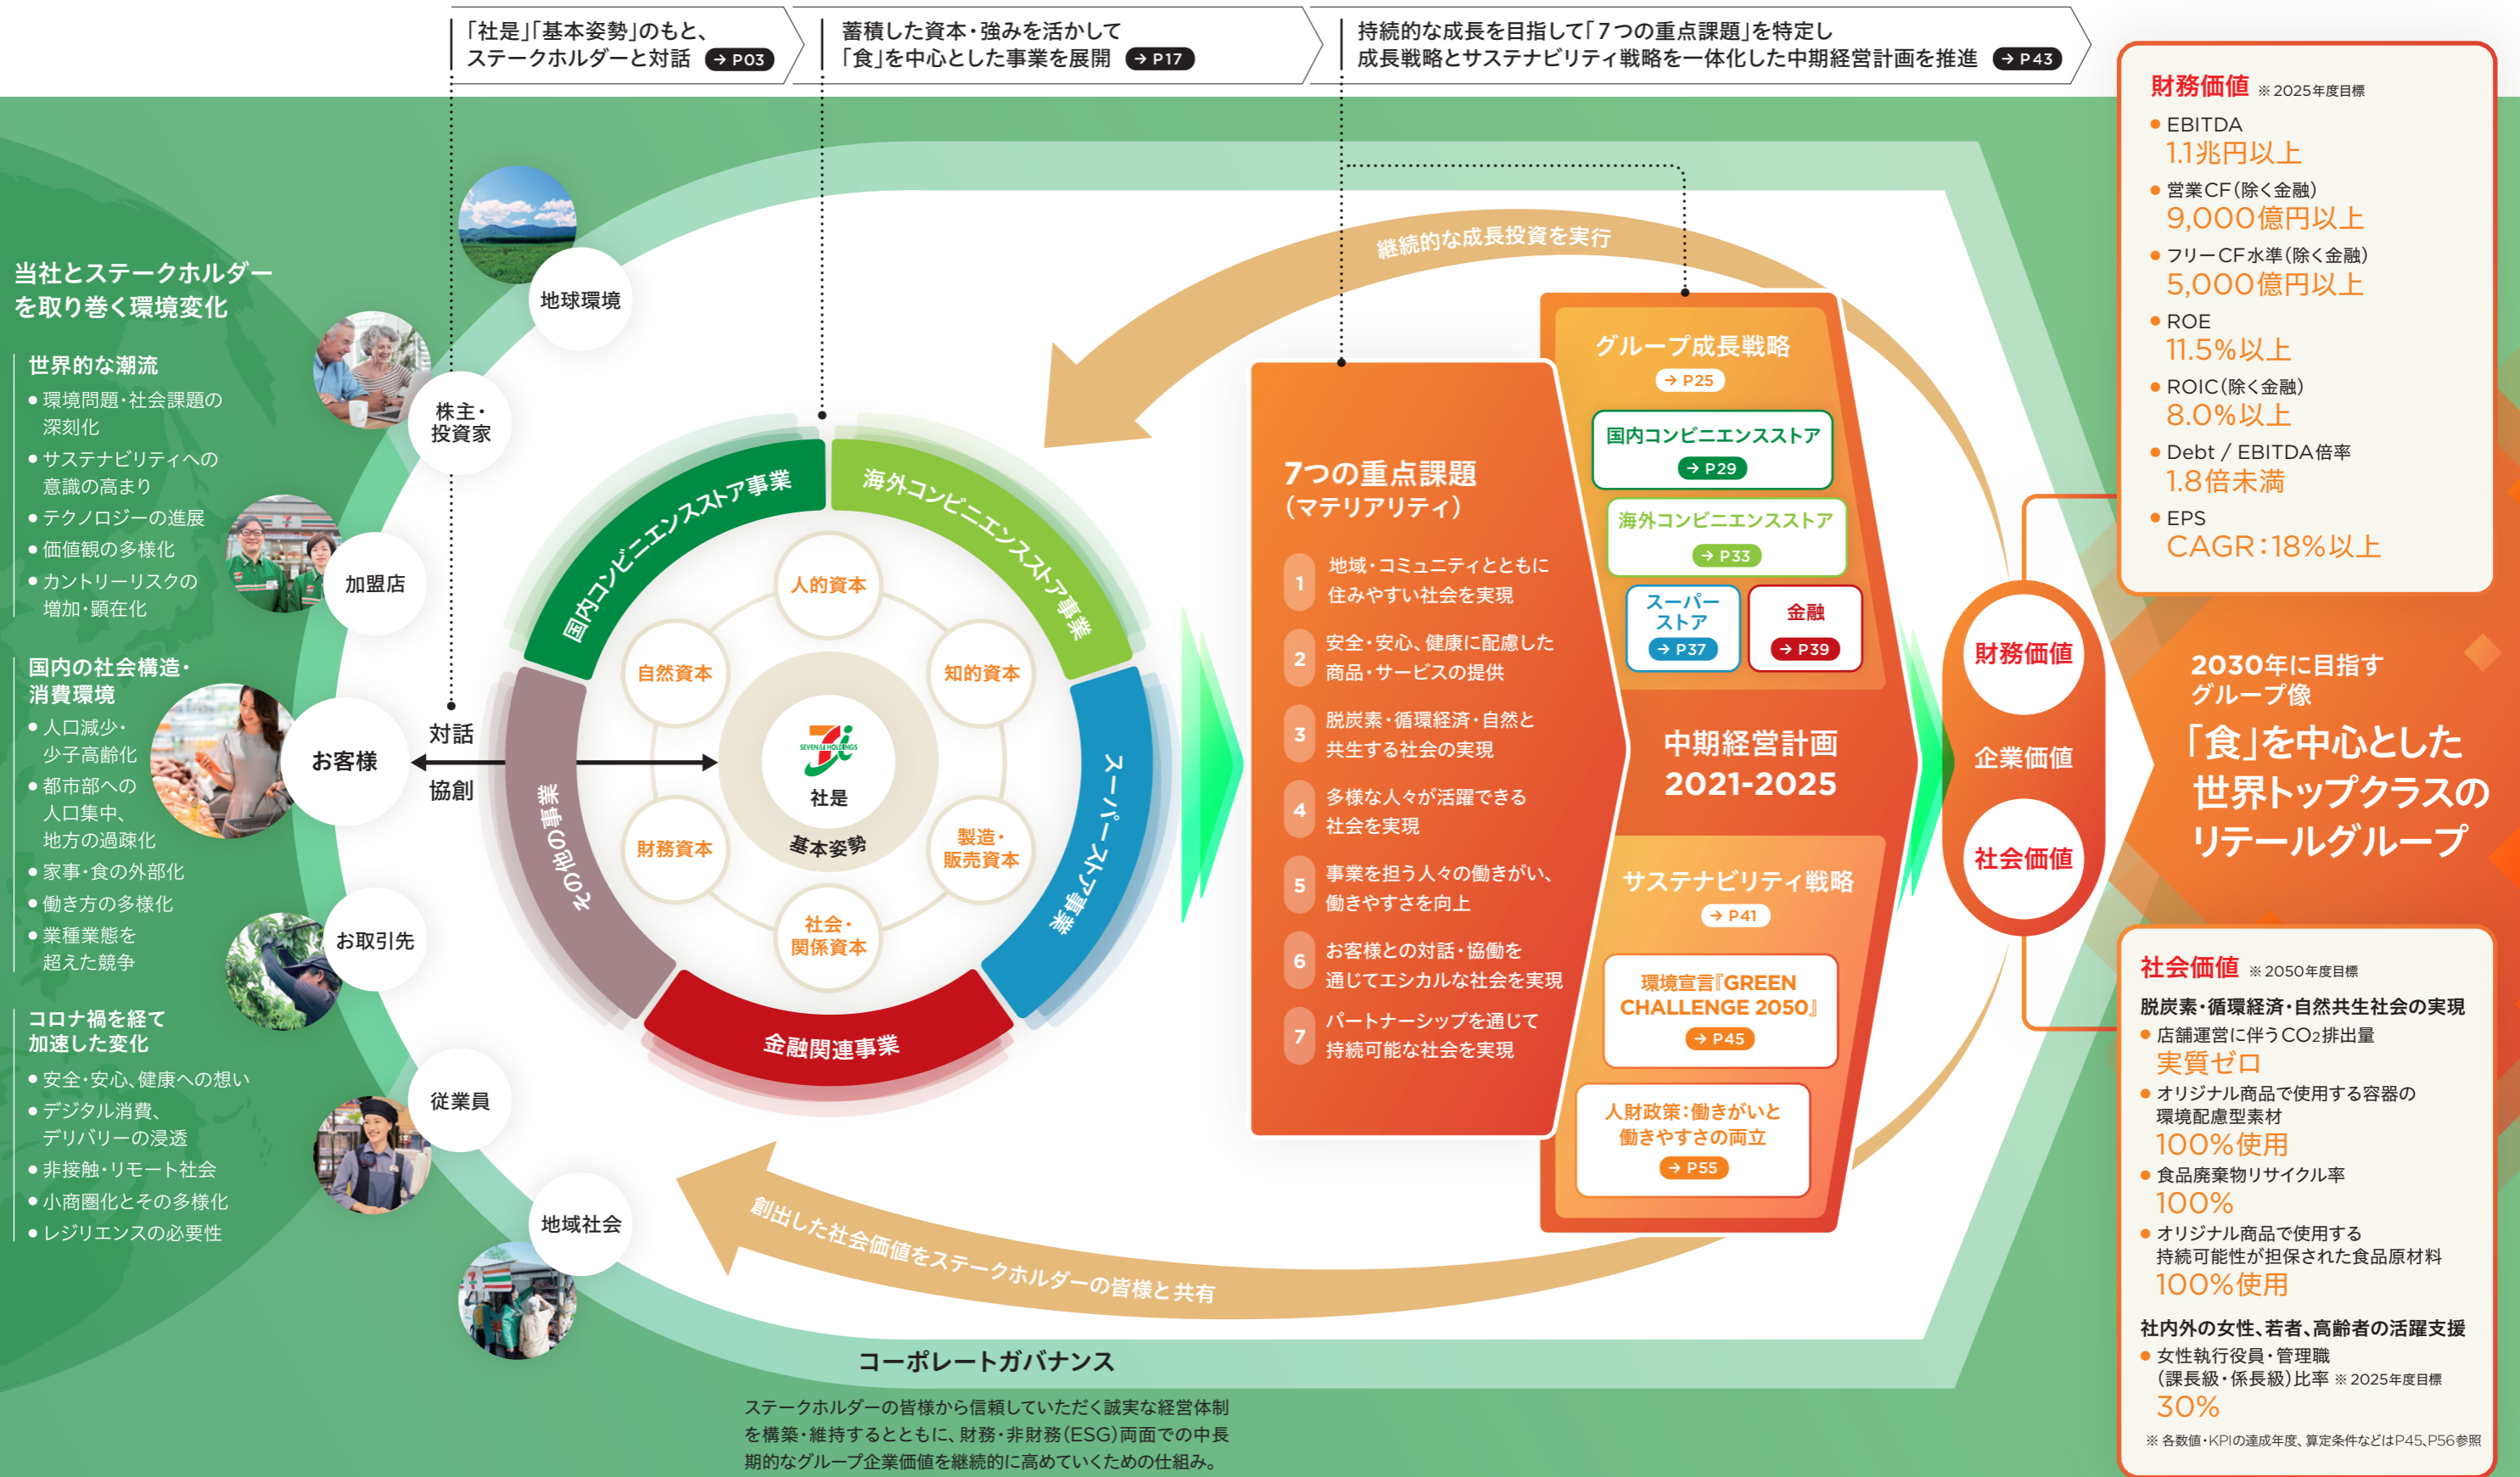 「社是」「基本姿勢」のもと、
ステークホルダーと対話 → P03
蓄積した資本・強みを活かして
「食」を中心とした事業を展開 → P17
持続的な成長を目指して「7つの重点課題」を特定し
成長戦略とサステナビリティ戦略を一体化した中期経営計画を推進 → P43
当社とステークホルダー
を取り巻く環境変化
世界的な潮流
● 環境問題・社会課題の
深刻化
● サステナビリティへの
意識の高まり
● テクノロジーの進展
● 価値観の多様化
● カントリーリスクの
増加・顕在化
国内の社会構造・
消費環境
● 人口減少・
少子高齢化
● 都市部への
人口集中、
地方の過疎化
● 家事・食の外部化
● 働き方の多様化
● 業種業態を
超えた競争
コロナ禍を経て
加速した変化
● 安全・安心、健康への想い
● デジタル消費、
デリバリーの浸透
● 非接触・リモート社会
● 小商圏化とその多様化
● レジリエンスの必要性
地球環境
株主・
投資家
加盟店
お客様
お取引先
従業員
地域社会
対話
協創
国内コンビニエンスストア事業
海外コンビニエンスストア事業
スーパーストア事業
金融関連事業
その他の事業
人的資本
知的資本
製造・
販売資本
社会・
関係資本
財務資本
自然資本
SEVEN & i HOLDINGS
社是
基本姿勢
継続的な成長投資を実行
創出した社会価値をステークホルダーの皆様と共有
7つの重点課題
（マテリアリティ）
1 地域・コミュニティとともに
住みやすい社会を実現
2 安全・安心、健康に配慮した
商品・サービスの提供
3 脱炭素・循環経済・自然と
共生する社会の実現
4 多様な人々が活躍できる
社会を実現
5 事業を担う人々の働きがい、
働きやすさを向上
6 お客様との対話・協働を
通じてエシカルな社会を実現
7 パートナーシップを通じて
持続可能な社会を実現
グループ成長戦略
→ P25
国内コンビニエンスストア
→ P29
海外コンビニエンスストア
→ P33
スーパー
ストア
→ P37
金融
→ P39
中期経営計画
2021-2025
サステナビリティ戦略
→ P41
環境宣言『GREEN
CHALLENGE 2050』
→ P45
人財政策：働きがいと
働きやすさの両立
→ P55
財務価値
企業価値
社会価値
財務価値 ※ 2025年度目標
● EBITDA
1.1兆円以上
● 営業CF（除く金融）
9,000億円以上
● フリーCF水準（除く金融）
5,000億円以上
● ROE
11.5%以上
● ROIC（除く金融）
8.0%以上
● Debt / EBITDA倍率
1.8倍未満
● EPS
CAGR：18%以上
2030年に目指す
グループ像
「食」を中心とした
世界トップクラスの
リテールグループ
社会価値 ※ 2050年度目標
脱炭素・循環経済・自然共生社会の実現
● 店舗運営に伴うCO2排出量
実質ゼロ
● オリジナル商品で使用する容器の
環境配慮型素材
100%使用
● 食品廃棄物リサイクル率
100%
● オリジナル商品で使用する
持続可能性が担保された食品原材料
100%使用
社内外の女性、若者、高齢者の活躍支援
● 女性執行役員・管理職
（課長級・係長級）比率 ※ 2025年度目標
30%
※ 各数値・KPIの達成年度、算定条件などはP45、P56参照
コーポレートガバナンス
ステークホルダーの皆様から信頼していただく誠実な経営体制
を構築・維持するとともに、財務・非財務（ESG）両面での中長
期的なグループ企業価値を継続的に高めていくための仕組み。